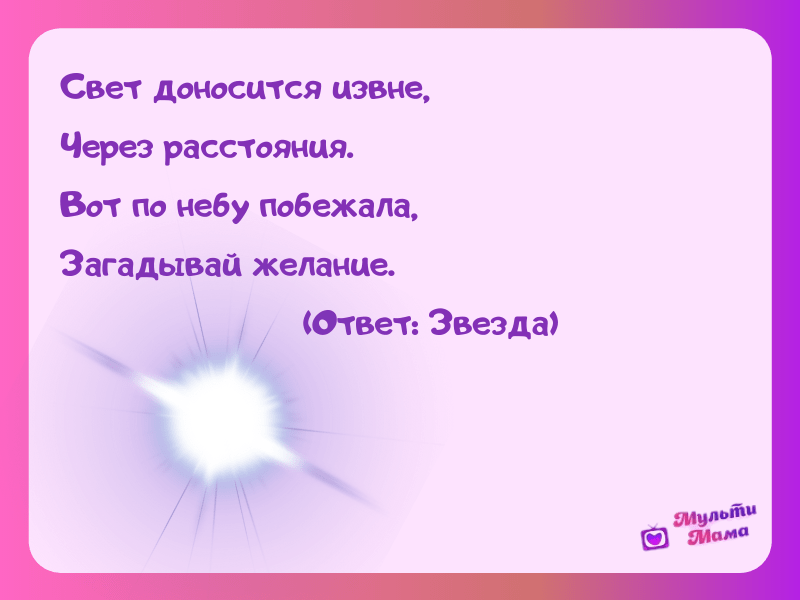 Свет доносится извне,
Через расстояния.
Вот по небу побежала,
Загадывай желание.
(Ответ: Звезда)
Мульти
Мама